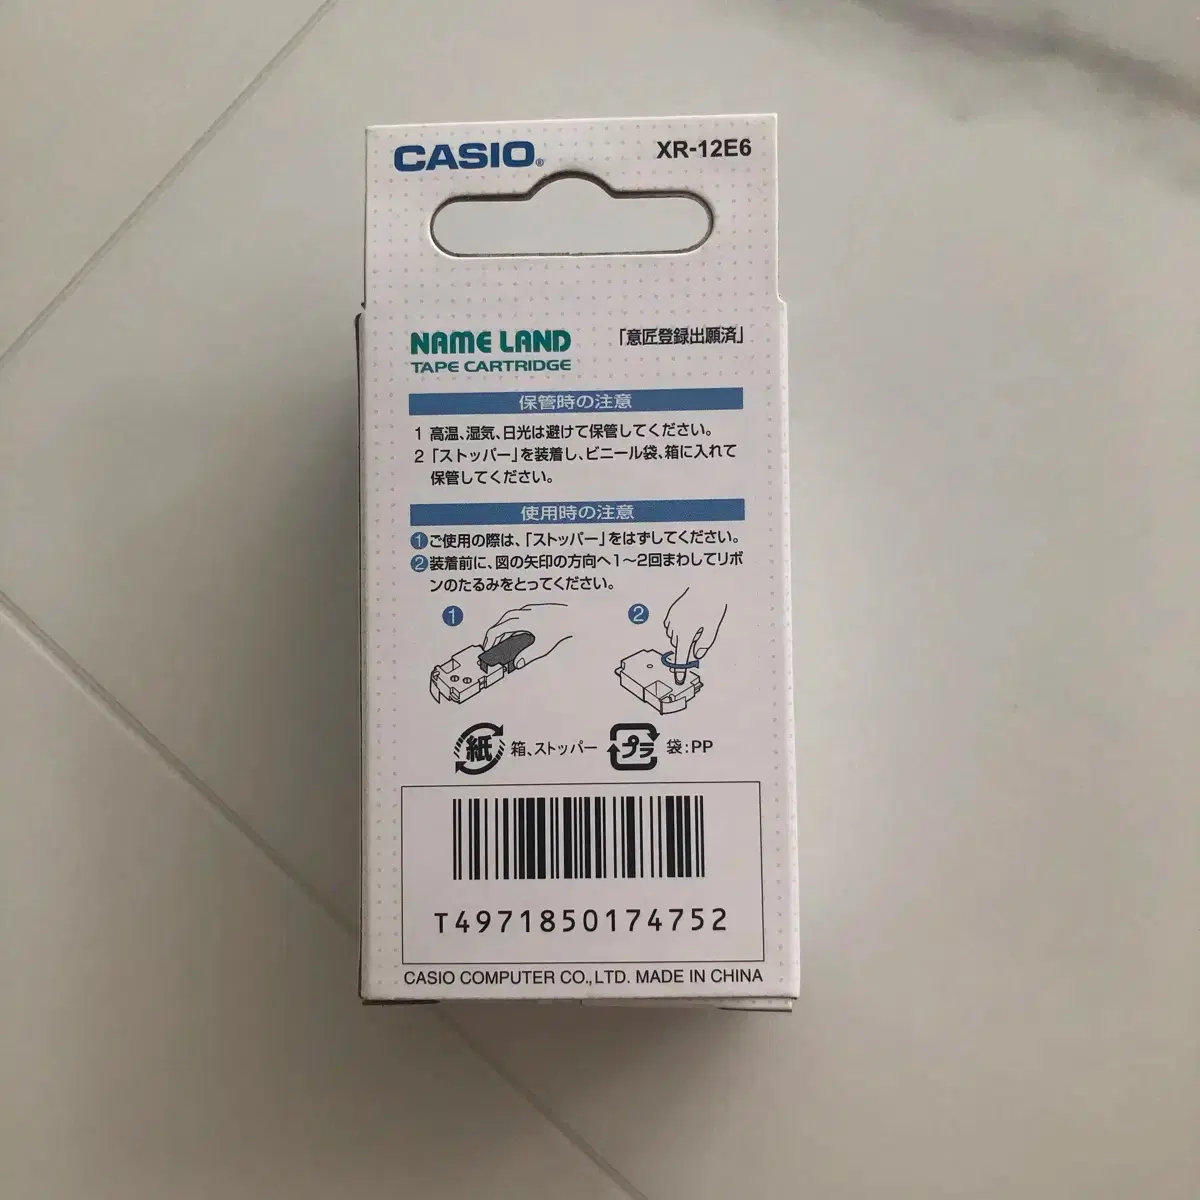 CASIO®
XR-12E6
NAME LAND
「意匠登録出願済」
TAPE CARTRIDGE
保管時の注意
1 高温、湿気、日光は避けて保管してください。
2 「ストッパー」を装着し、ビニール袋、箱に入れて
保管してください。
使用時の注意
1 ご使用の際は、「ストッパー」をはずしてください。
2 装着前に、図の矢印の方向へ1〜2回まわしてリボ
ンのたるみをとってください。
1
2
紙 箱、ストッパー
プラ 袋:PP
T4971850174752
CASIO COMPUTER CO.,LTD. MADE IN CHINA